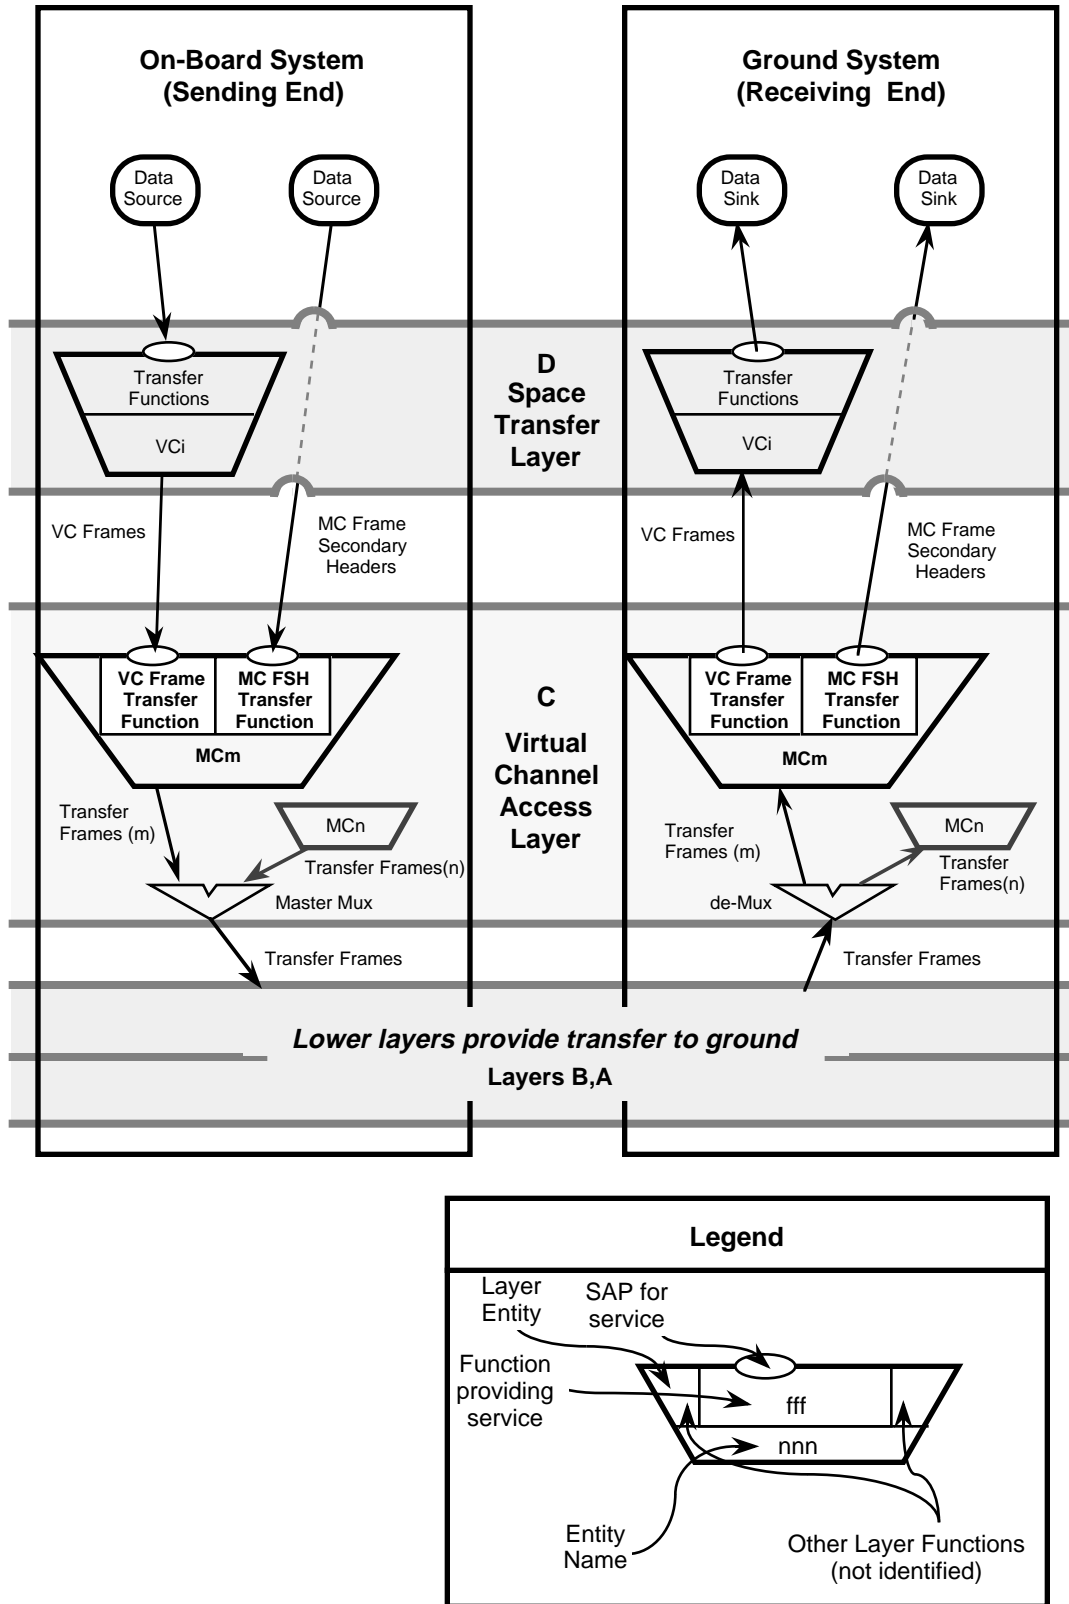 On-Board System
(Sending End)
Ground System
(Receiving End)
Data
Source
Data
Source
Data
Sink
Data
Sink
Transfer
Functions
VCi
D
Space
Transfer
Layer
Transfer
Functions
VCi
VC Frames
MC Frame
Secondary
Headers
VC Frames
MC Frame
Secondary
Headers
VC Frame
Transfer
Function
MC FSH
Transfer
Function
MCm
C
Virtual
Channel
Access
Layer
VC Frame
Transfer
Function
MC FSH
Transfer
Function
MCm
Transfer
Frames (m)
MCn
Transfer Frames(n)
Master Mux
Transfer
Frames (m)
MCn
Transfer
Frames(n)
de-Mux
Transfer Frames
Transfer Frames
Lower layers provide transfer to ground
Layers B,A
Legend
Layer
Entity
SAP for
service
Function
providing
service
fff
nnn
Entity
Name
Other Layer Functions
(not identified)